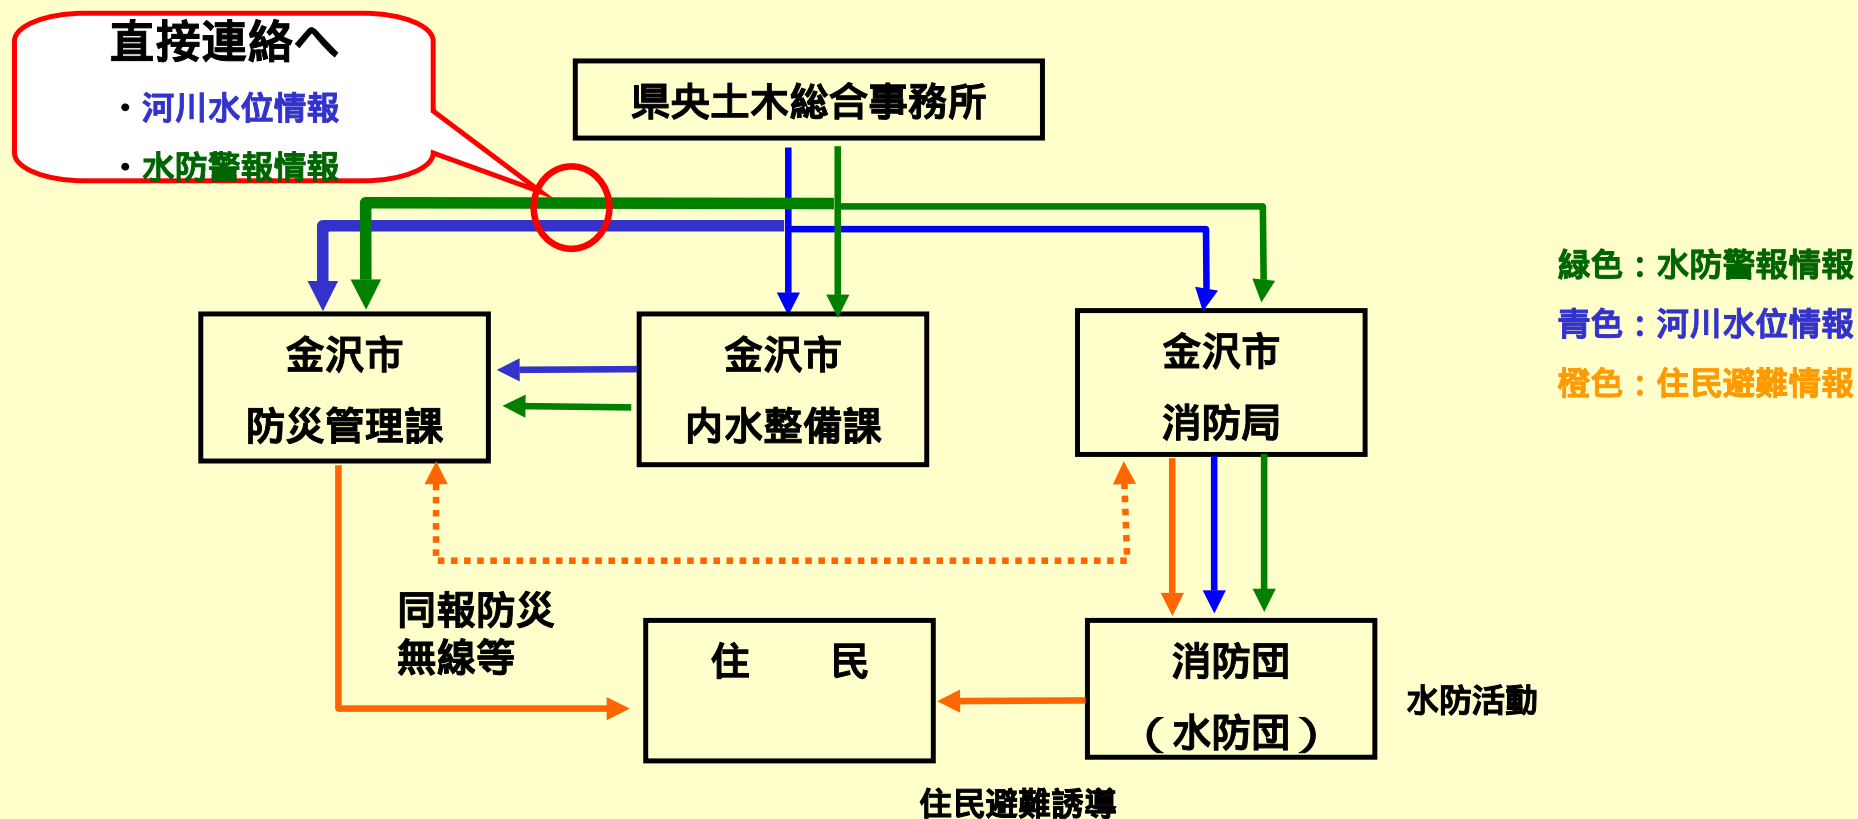 直接連絡へ
・河川水位情報
・水防警報情報
県央土木総合事務所
緑色：水防警報情報
青色：河川水位情報
橙色：住民避難情報
金沢市
防災管理課
金沢市
内水整備課
金沢市
消防局
同報防災
無線等
住　　民
消防団
（水防団）
水防活動
住民避難誘導